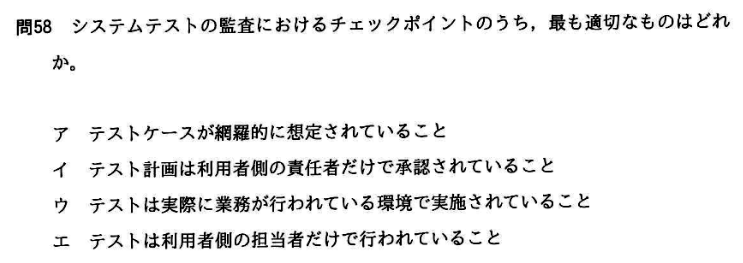 問58 システムテストの監査におけるチェックポイントのうち，最も適切なものはどれ
か。
ア テストケースが網羅的に想定されていること
イ テスト計画は利用者側の責任者だけで承認されていること
ウ テストは実際に業務が行われている環境で実施されていること
エ テストは利用者側の担当者だけで行われていること